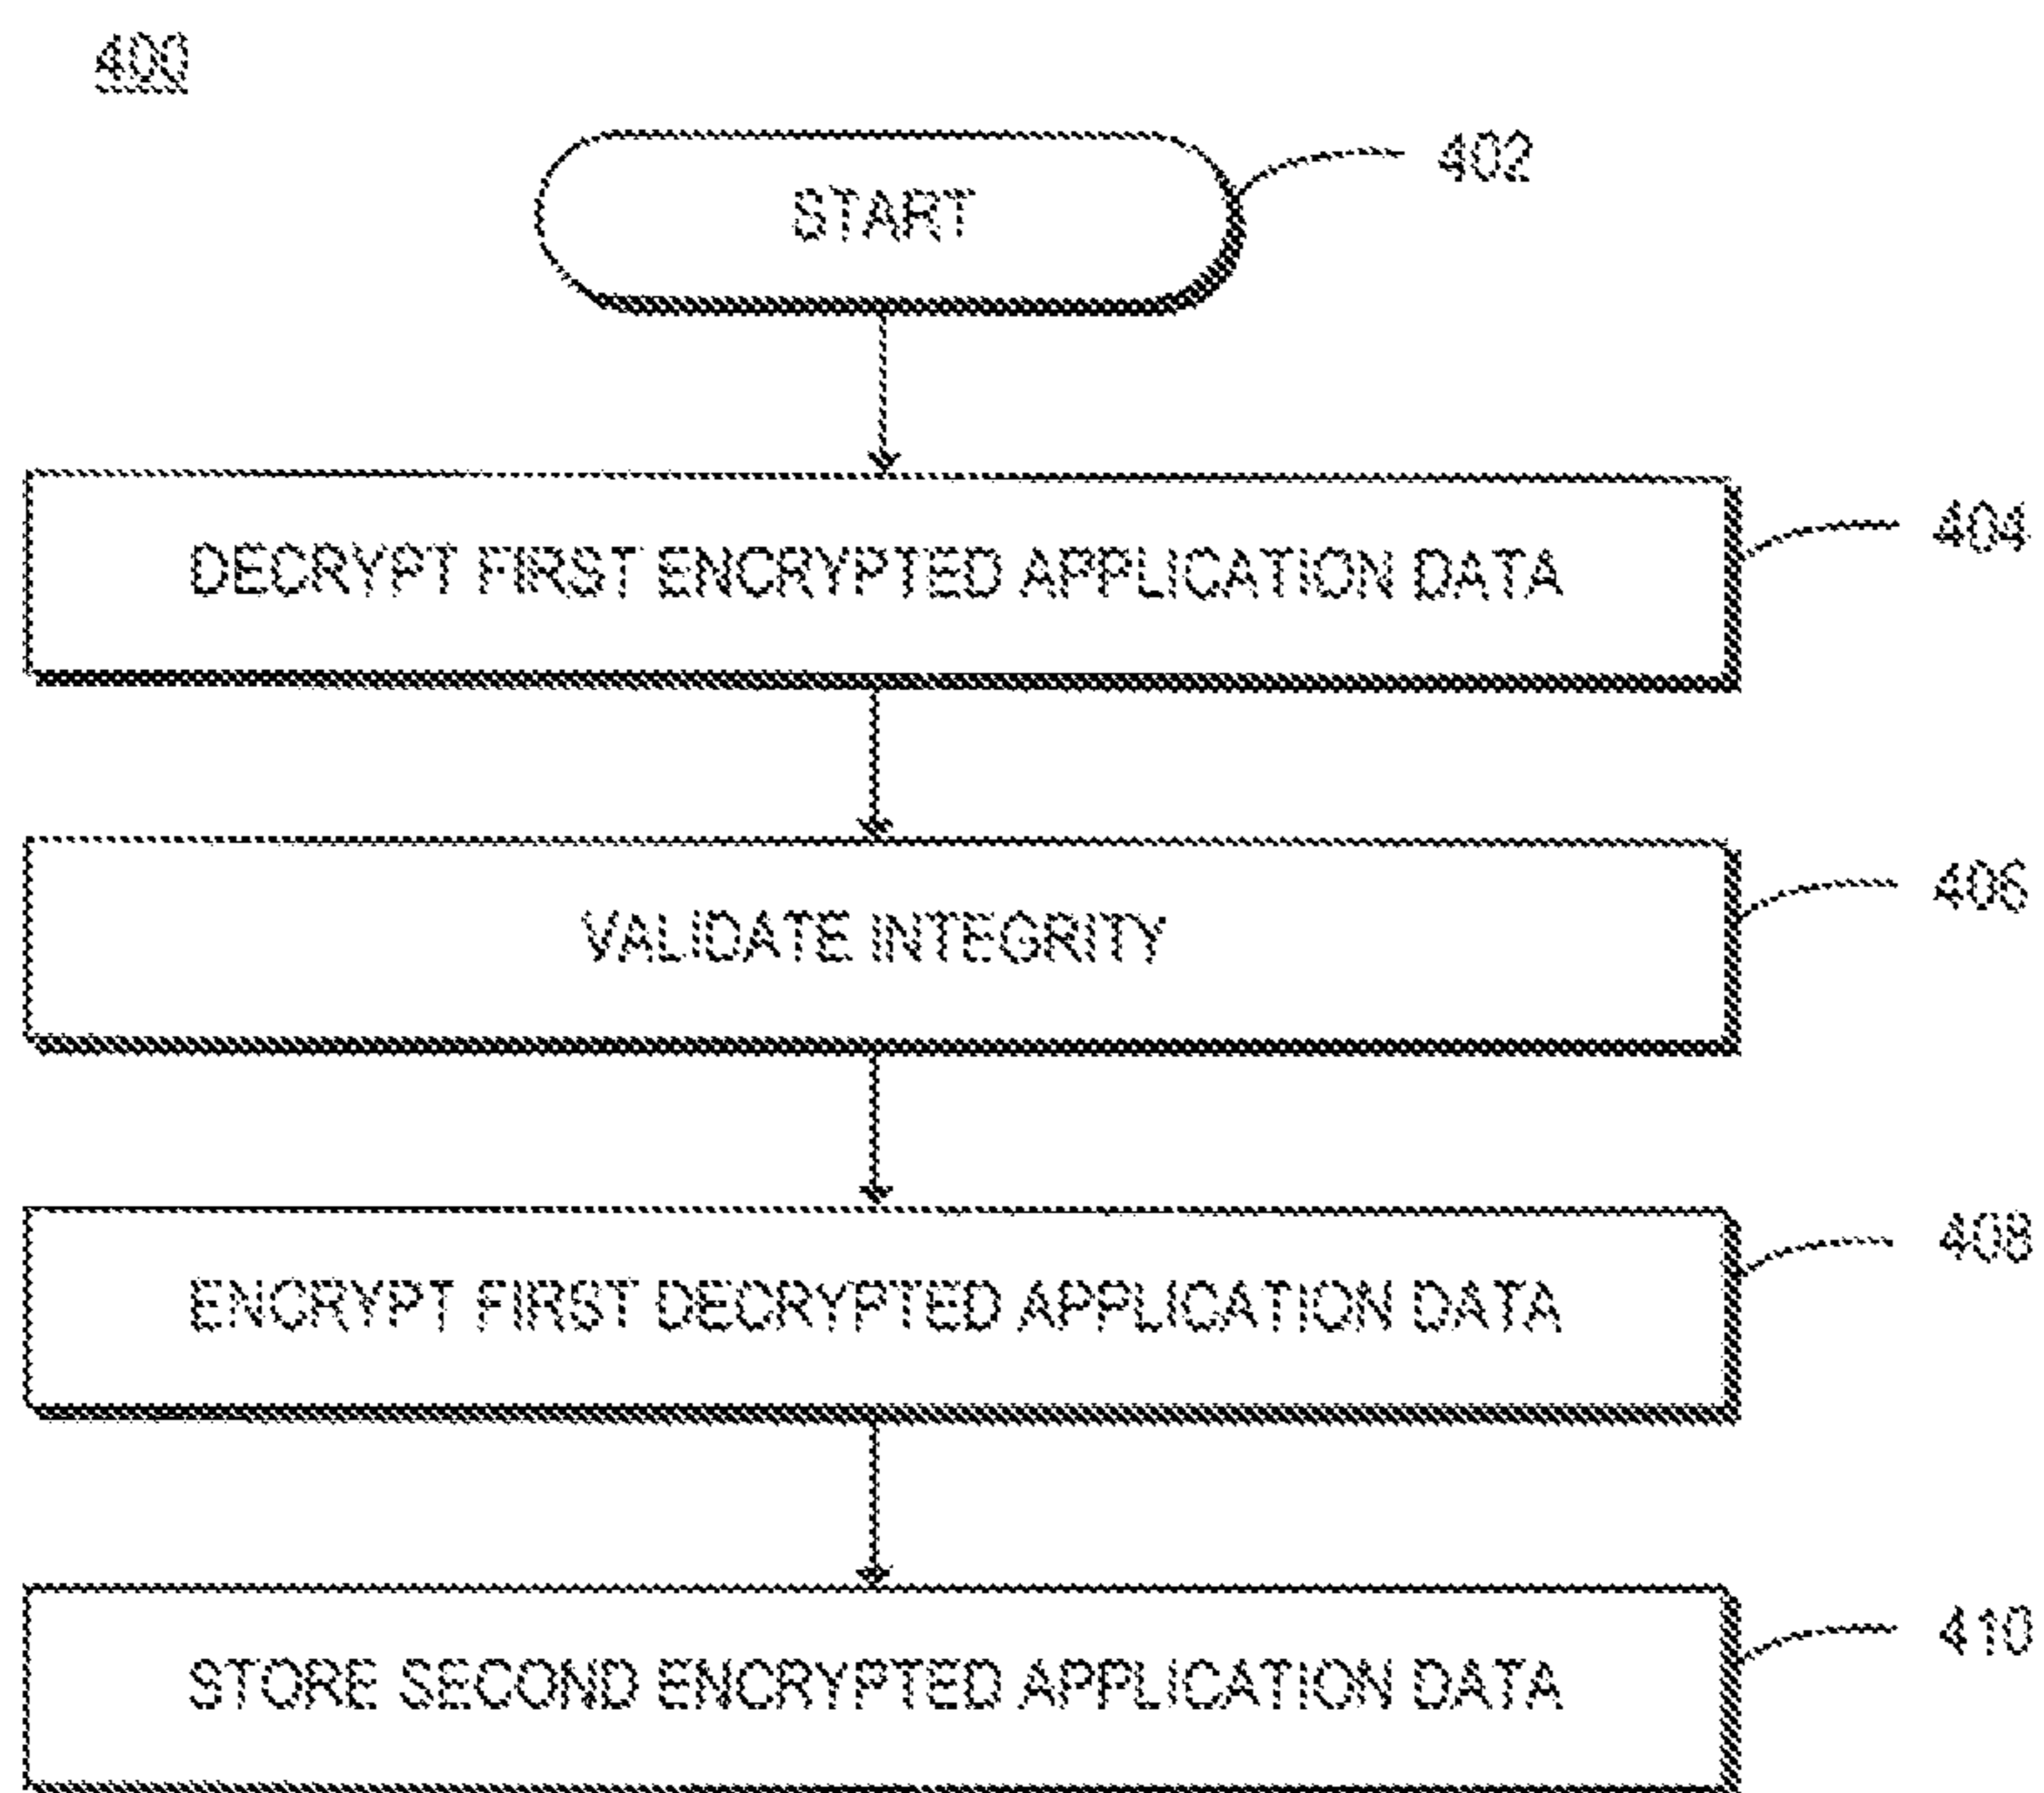 400
START
402
DECRYPT FIRST ENCRYPTED APPLICATION DATA
404
VALIDATE INTEGRITY
406
ENCRYPT FIRST DECRYPTED APPLICATION DATA
408
STORE SECOND ENCRYPTED APPLICATION DATA
410